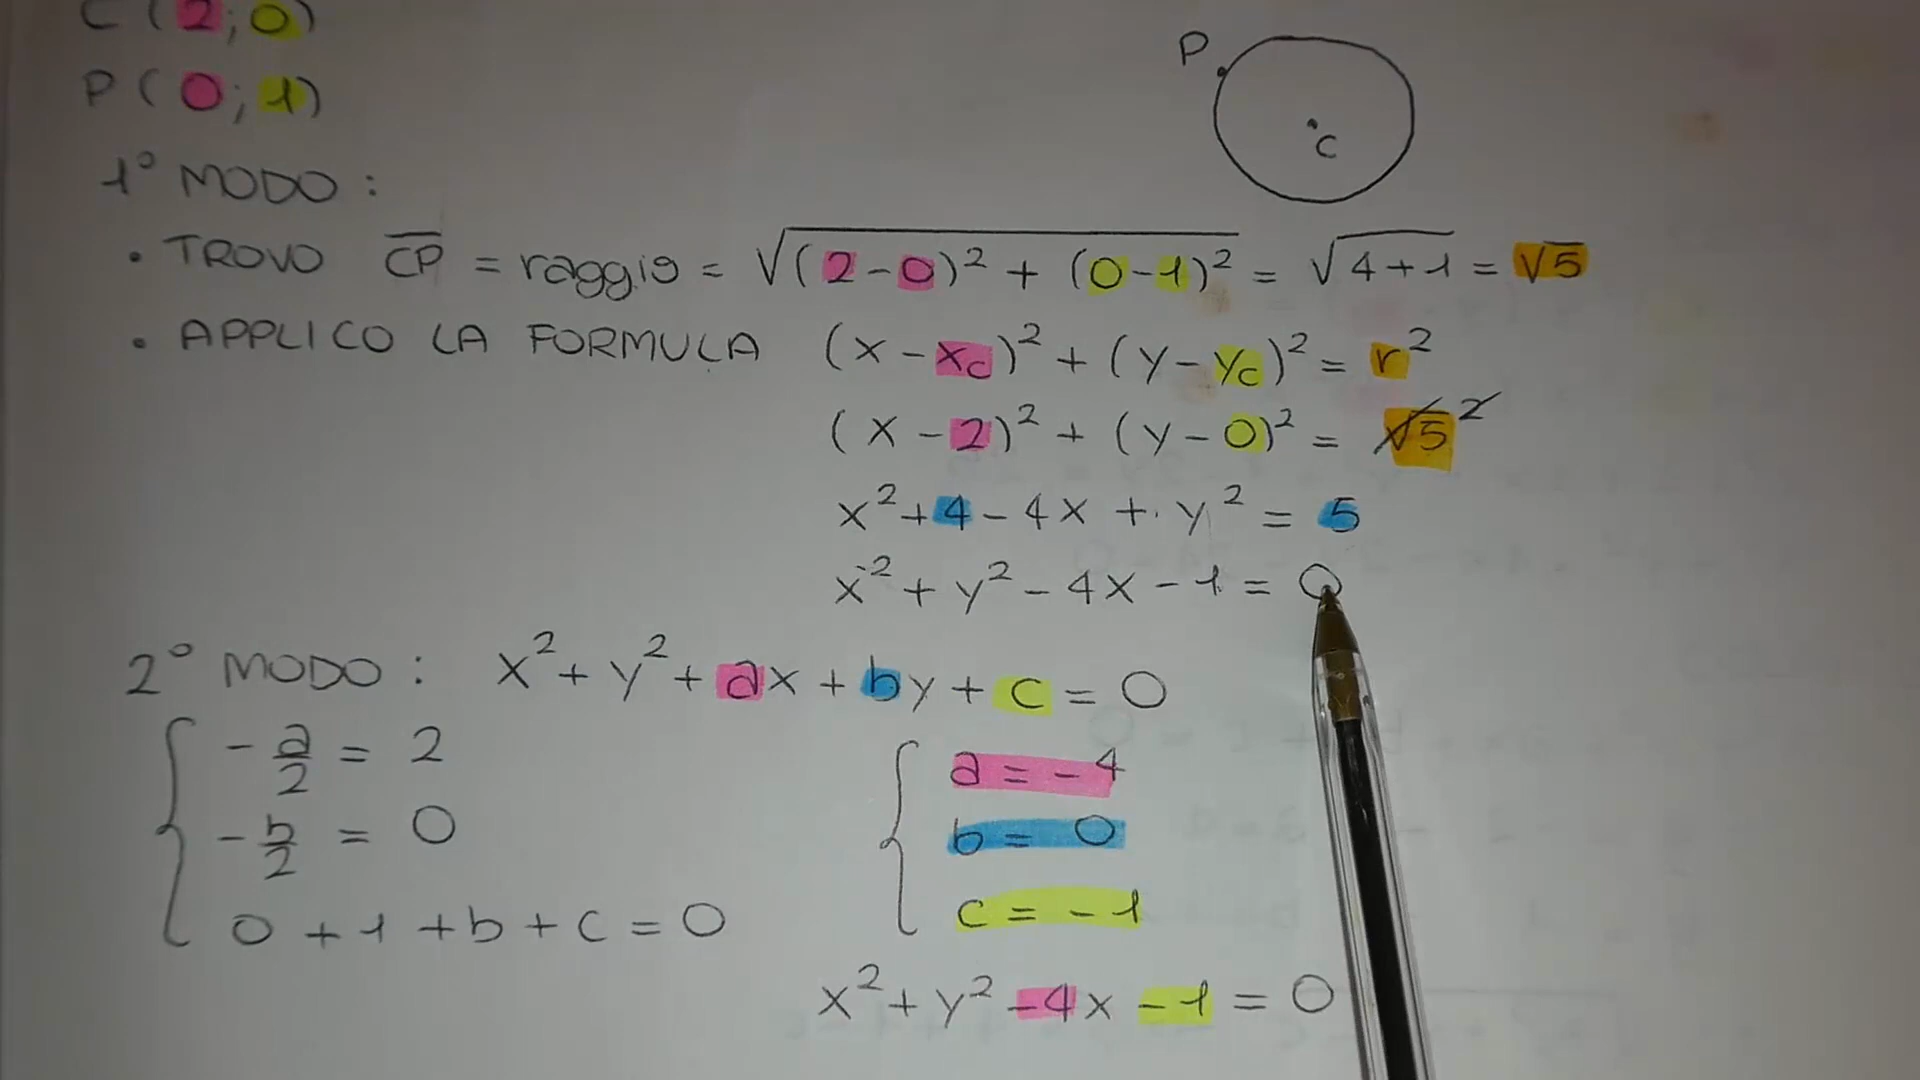 C (2;0)
P (0;1)
P
C
1° MODO:
• TROVO CP = raggio = √(2-0)² + (0-1)² = √4+1 = √5
• APPLICO LA FORMULA (x - xc)² + (y - yc)² = r²
(x - 2)² + (y - 0)² = √5²
x² + 4 - 4x + y² = 5
x² + y² - 4x - 1 = 0
2° MODO: x² + y² + ax + by + c = 0
- a/2 = 2
- b/2 = 0
0 + 1 + b + c = 0
a = -4
b = 0
c = -1
x² + y² - 4x - 1 = 0